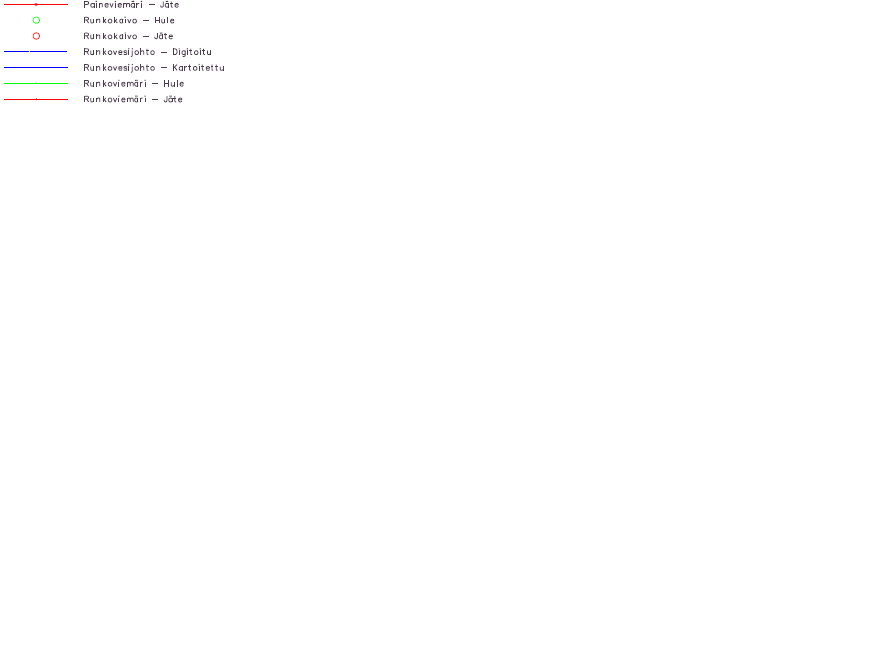 Paineviemäri – Jäte
Runkokaivo – Hule
Runkokaivo – Jäte
Runkovesijohto – Digitoitu
Runkovesijohto – Kartoitettu
Runkoviemäri – Hule
Runkoviemäri – Jäte